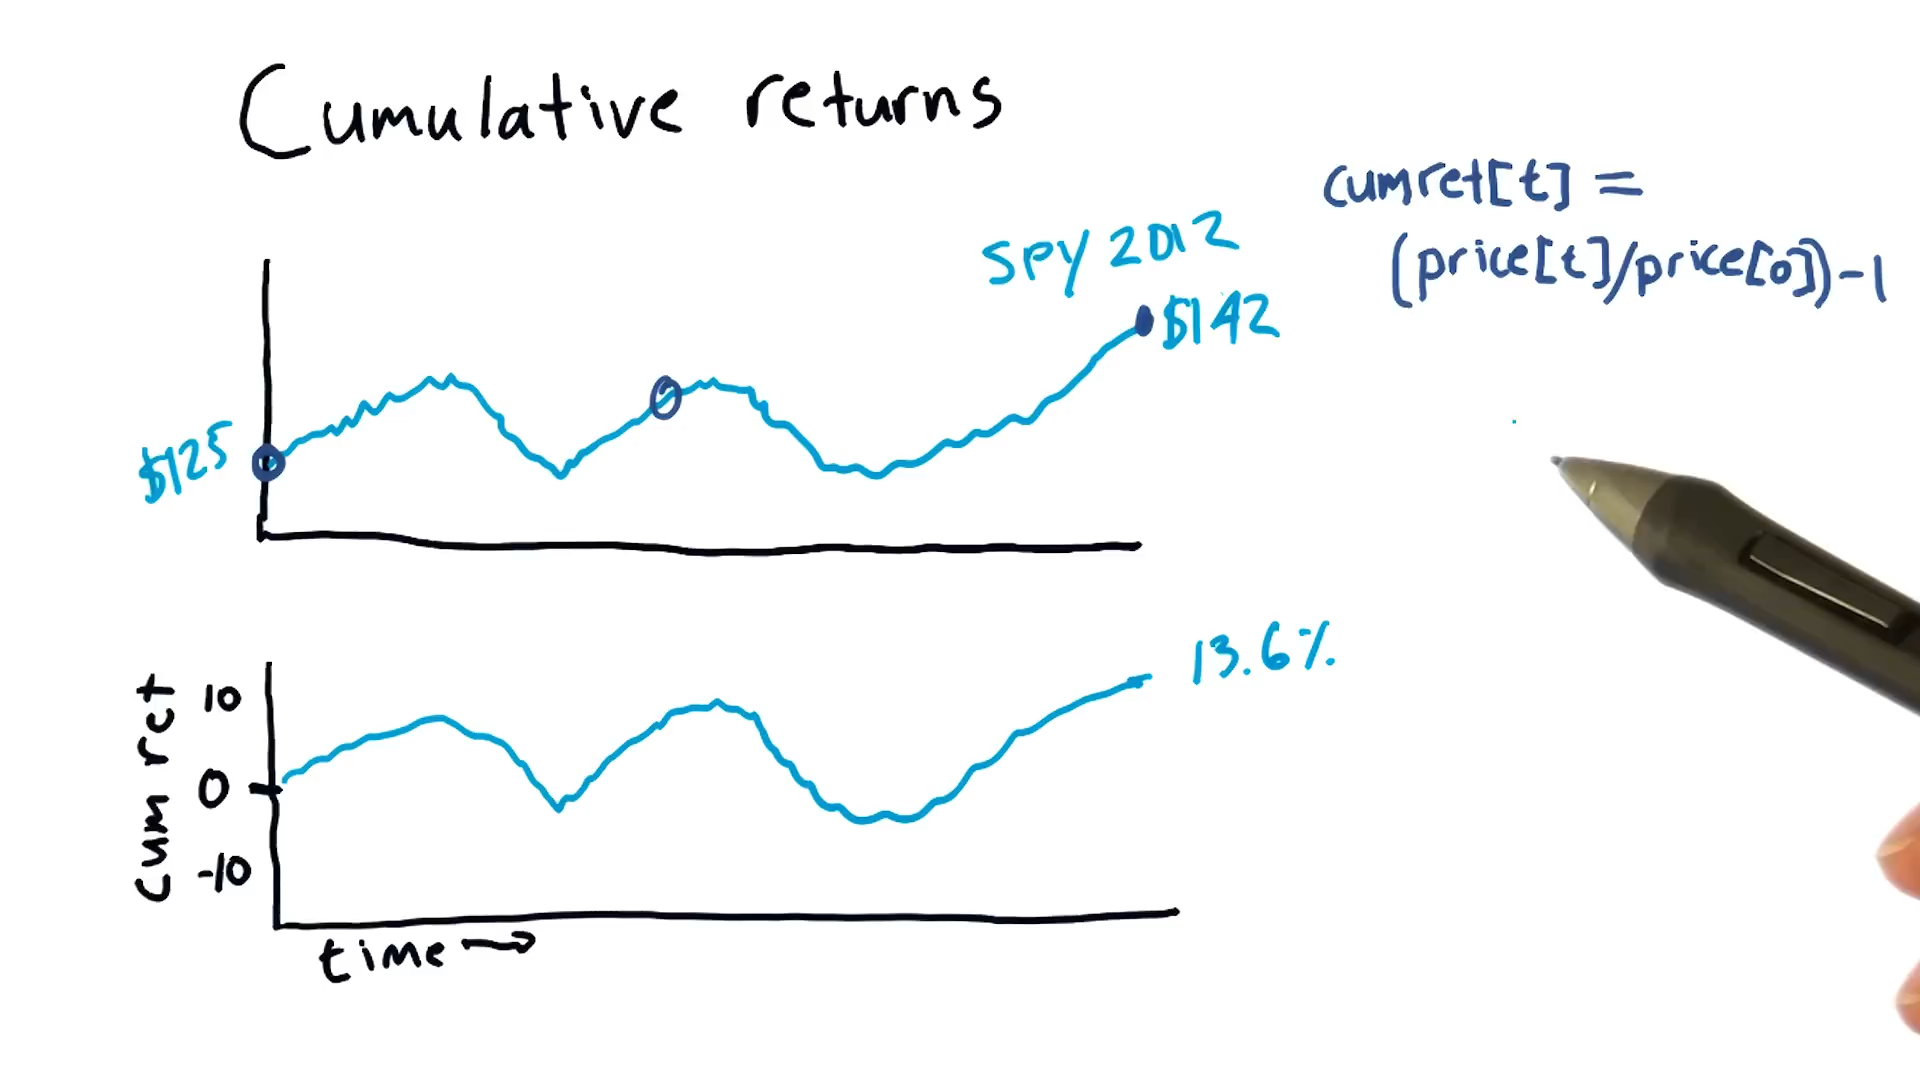 Cumulative returns
cumret[t] =
(price[t]/price[0])-1
SPY 2012
$142
$125
13.6%
cum ret
10
0
-10
time →